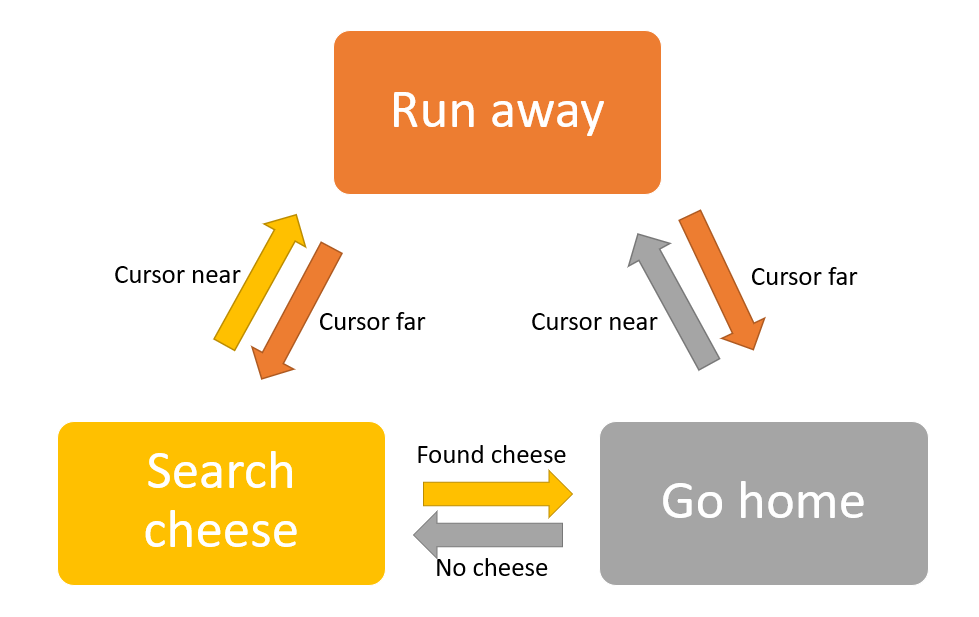 Run away
Cursor near
Cursor far
Cursor near
Cursor far
Search
cheese
Found cheese
No cheese
Go home